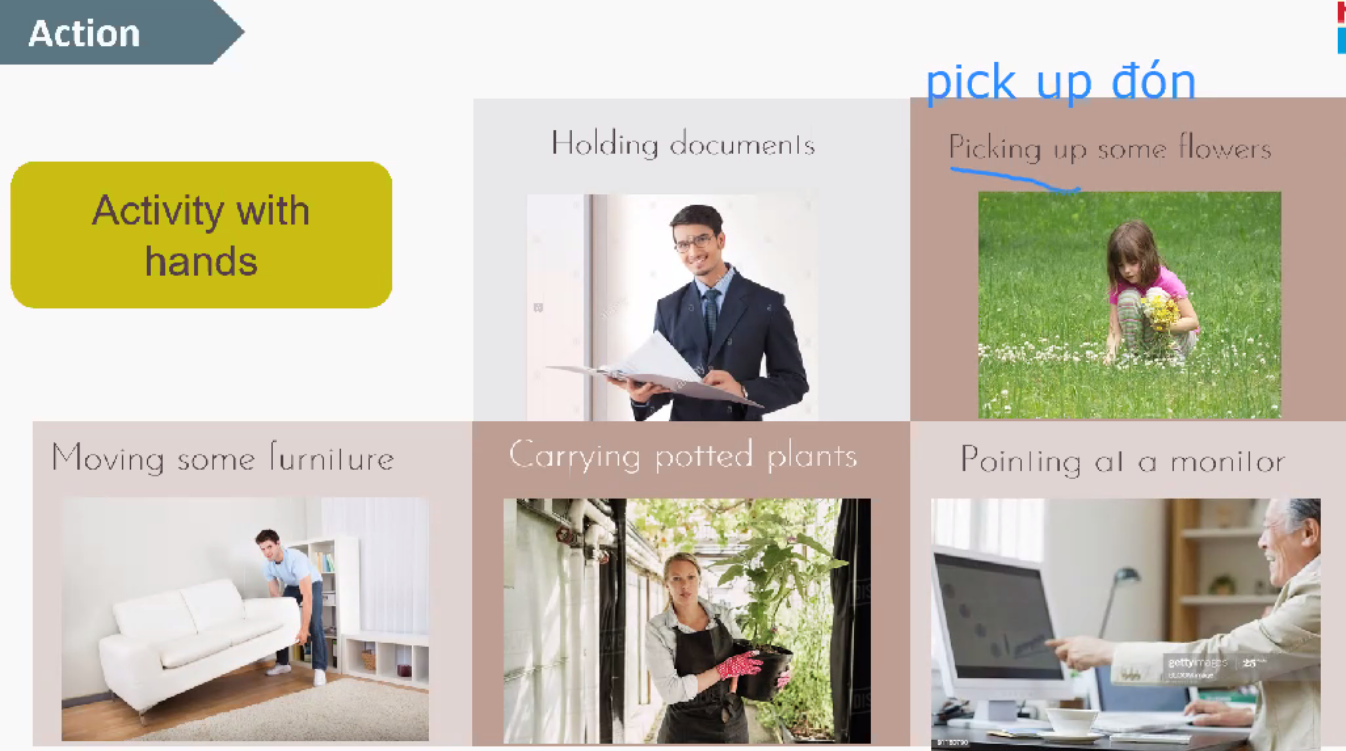 Action
pick up đón
Holding documents
Picking up some flowers
Activity with
hands
Moving some furniture
Carrying potted plants
Pointing at a monitor
gettyimages